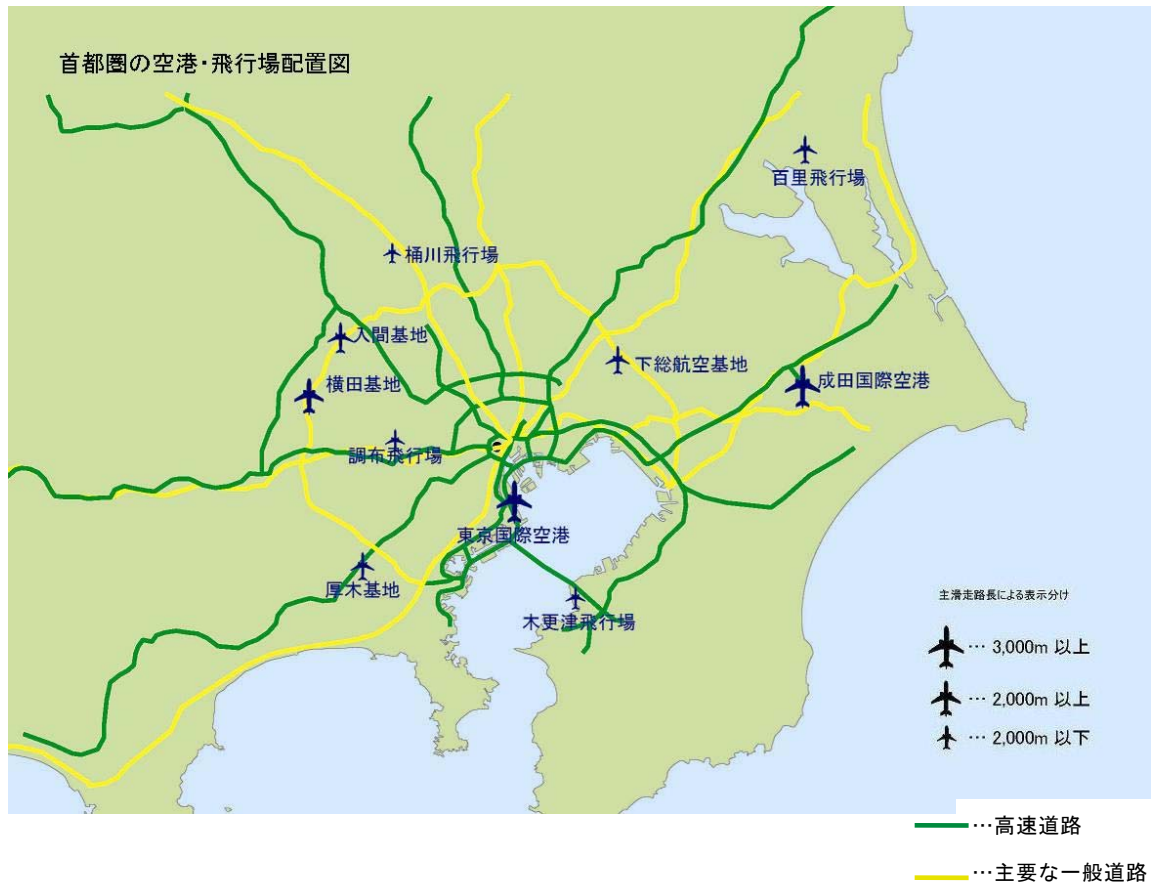 首都圏の空港・飛行場配置図
百里飛行場
桶川飛行場
入間基地
下総航空基地
横田基地
成田国際空港
調布飛行場
東京国際空港
厚木基地
木更津飛行場
主滑走路長による表示分け
… 3,000m 以上
… 2,000m 以上
… 2,000m 以下
…高速道路
…主要な一般道路